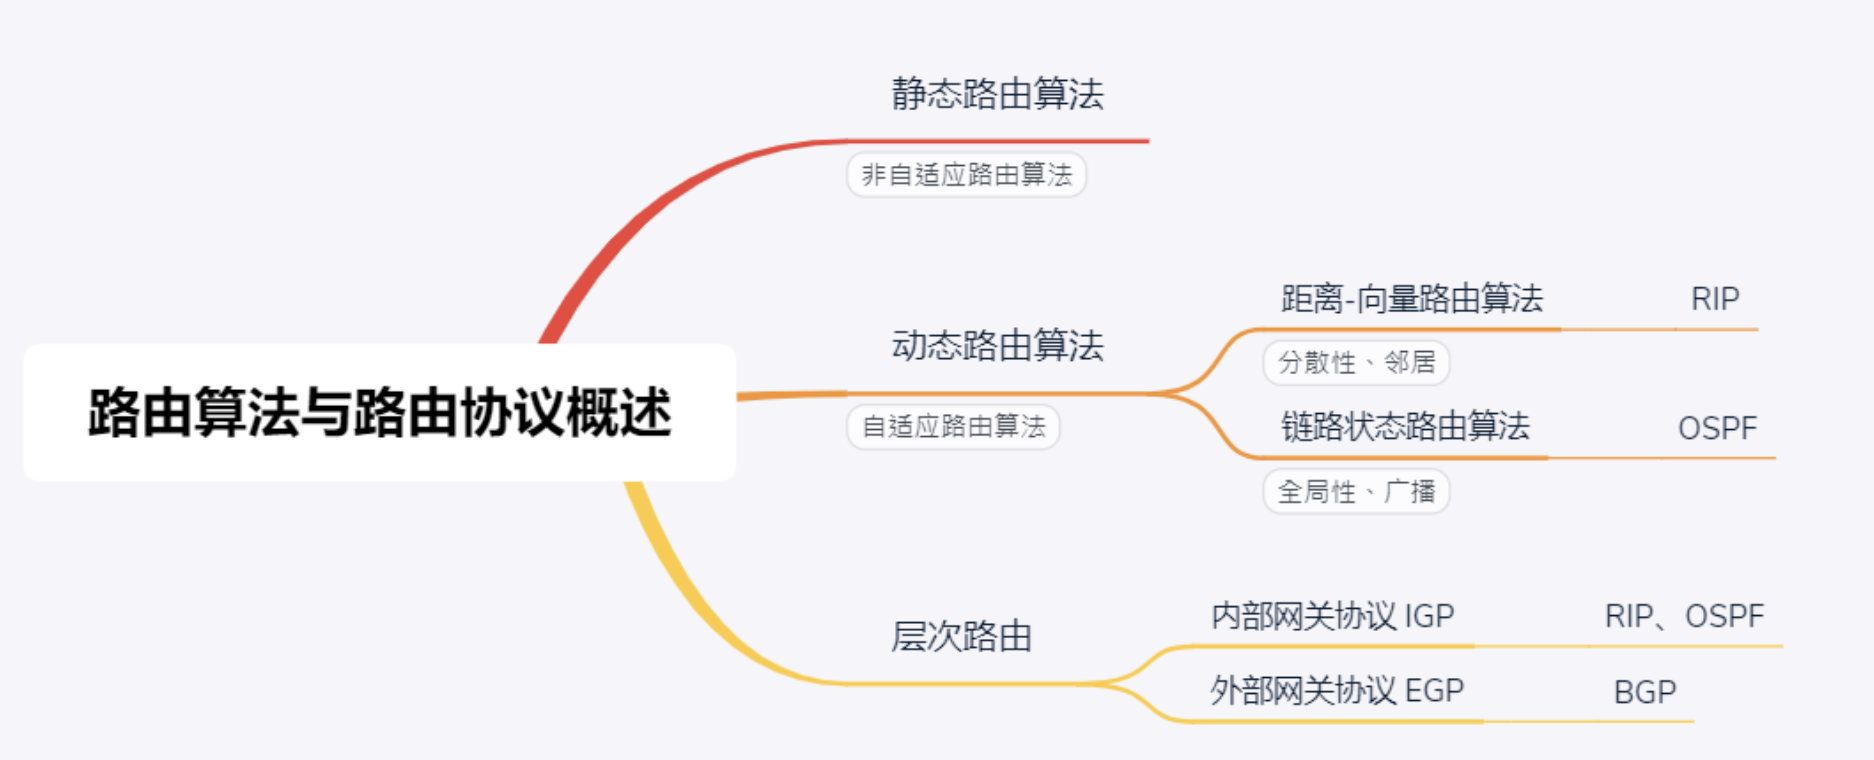 静态路由算法
非自适应路由算法
距离-向量路由算法 RIP
分散性、邻居
动态路由算法
自适应路由算法
链路状态路由算法 OSPF
全局性、广播
路由算法与路由协议概述
内部网关协议 IGP RIP、OSPF
层次路由
外部网关协议 EGP BGP